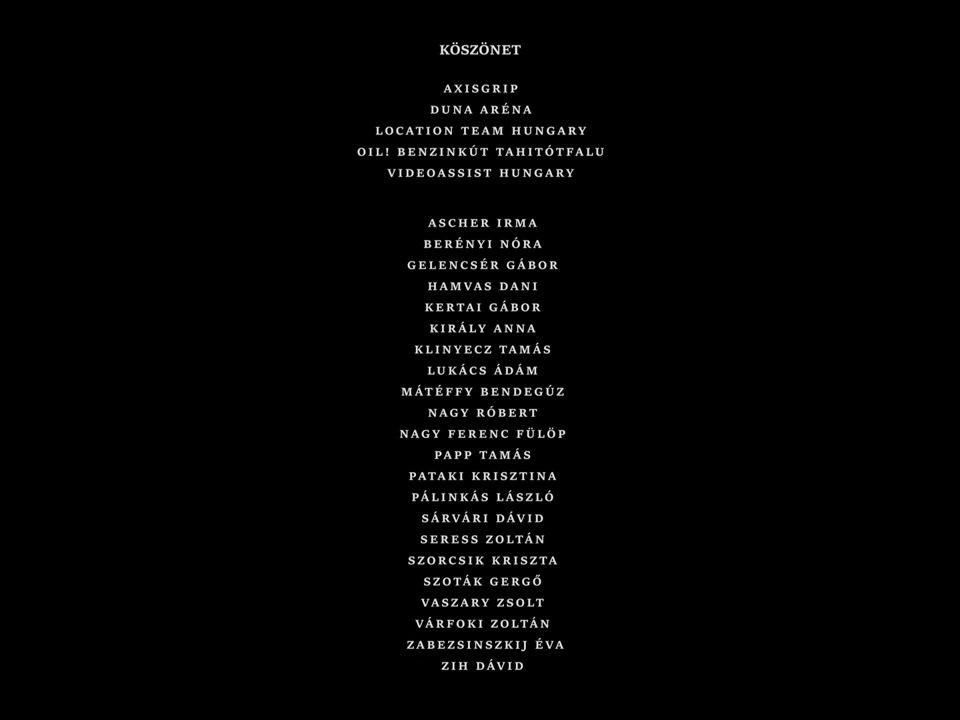 KÖSZÖNET
AXISGRIP
DUNA ARÉNA
LOCATION TEAM HUNGARY
OIL! BENZINKÚT TAHITÓTFALU
VIDEOASSIST HUNGARY
ASCHER IRMA
BERÉNYI NÓRA
GELENCSÉR GÁBOR
HAMVAS DANI
KERTAI GÁBOR
KIRÁLY ANNA
KLINYECZ TAMÁS
LUKÁCS ÁDÁM
MÁTÉFFY BENDEGÚZ
NAGY RÓBERT
NAGY FERENC FÜLÖP
PAPP TAMÁS
PATAKI KRISZTINA
PÁLINKÁS LÁSZLÓ
SÁRVÁRI DÁVID
SERESS ZOLTÁN
SZORCSIK KRISZTA
SZOTÁK GERGŐ
VASZARY ZSOLT
VÁRFOKI ZOLTÁN
ZABEZSINSZKIJ ÉVA
ZIH DÁVID